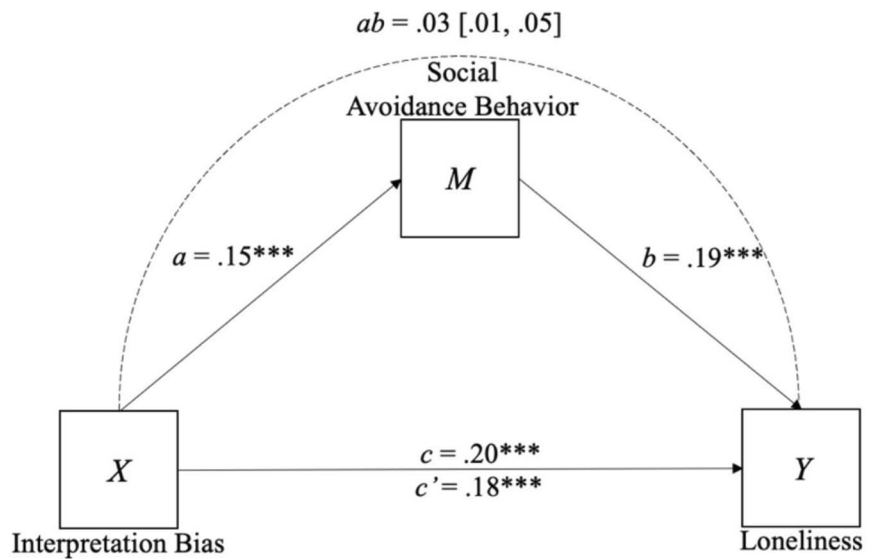 ab = .03 [.01, .05]
Social
Avoidance Behavior
M
a = .15***
b = .19***
X
c = .20***
c’= .18***
Y
Interpretation Bias
Loneliness